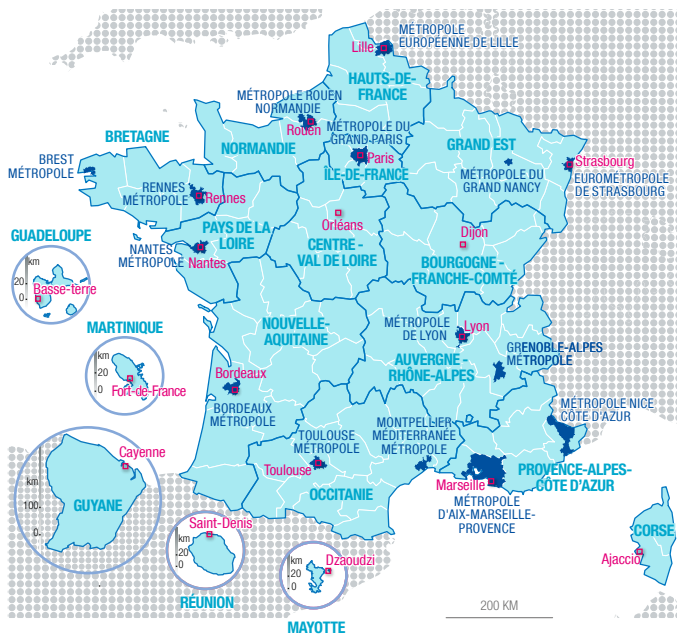 MÉTROPOLE
EUROPÉENNE DE LILLE
Lille
HAUTS-DE-
FRANCE
MÉTROPOLE ROUEN
NORMANDIE
Rouen
MÉTROPOLE DU
GRAND-PARIS
Paris
ÎLE-DE-FRANCE
BRETAGNE
NORMANDIE
GRAND EST
BREST
MÉTROPOLE
Strasbourg
MÉTROPOLE DU
GRAND NANCY
EUROMÉTROPOLE
DE STRASBOURG
RENNES
MÉTROPOLE
Rennes
Orléans
PAYS DE LA
LOIRE
CENTRE -
VAL DE LOIRE
Dijon
BOURGOGNE -
FRANCHE-COMTÉ
NANTES
MÉTROPOLE
Nantes
GUADELOUPE
km
20
0
Basse-terre
NOUVELLE-
AQUITAINE
MÉTROPOLE
DE LYON
Lyon
GRENOBLE-ALPES
MÉTROPOLE
AUVERGNE -
RHÔNE-ALPES
MARTINIQUE
km
20
0
Fort-de-France
Bordeaux
BORDEAUX
MÉTROPOLE
MÉTROPOLE NICE
CÔTE D'AZUR
TOULOUSE
MÉTROPOLE
Toulouse
MONTPELLIER
MÉDITERRANÉE
MÉTROPOLE
OCCITANIE
Marseille
PROVENCE-ALPES-
CÔTE D'AZUR
MÉTROPOLE
D'AIX-MARSEILLE-
PROVENCE
Cayenne
km
100
0
GUYANE
Saint-Denis
km
20
0
RÉUNION
Dzaoudzi
km
20
0
MAYOTTE
CORSE
Ajaccio
200 KM